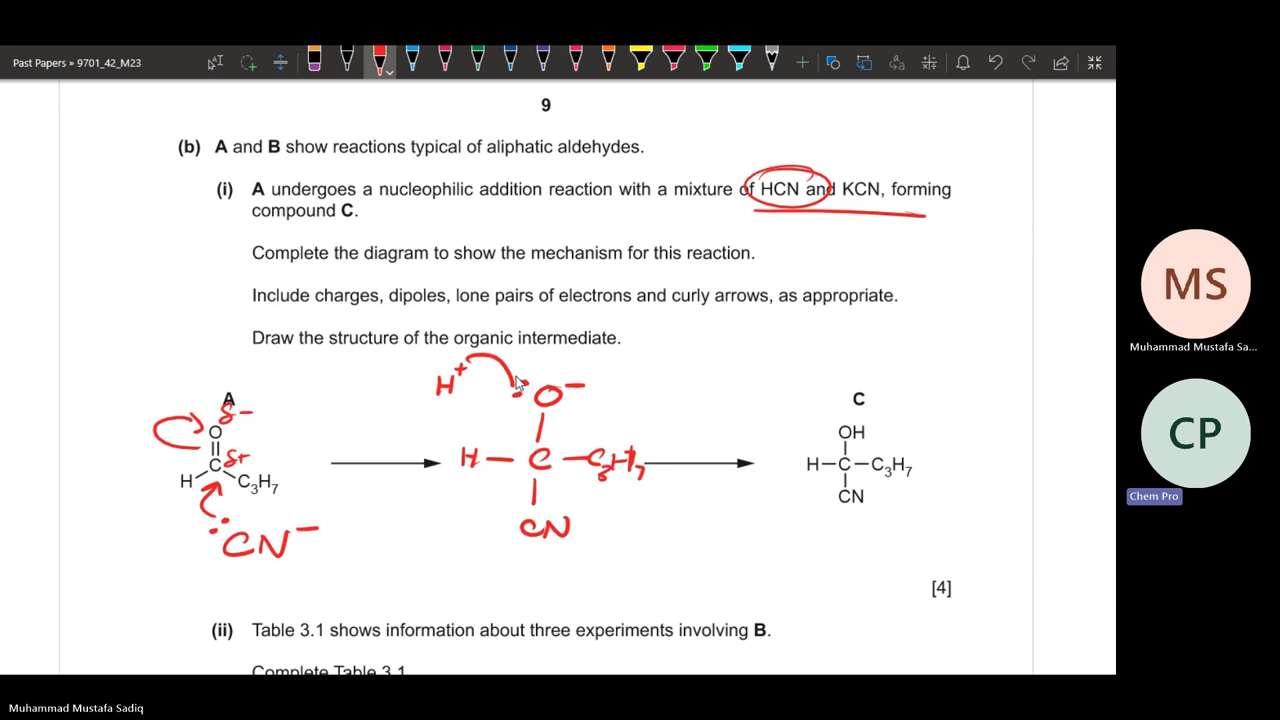 Past Papers » 9701_42_M23
9
(b) A and B show reactions typical of aliphatic aldehydes.
(i) A undergoes a nucleophilic addition reaction with a mixture of HCN and KCN, forming
compound C.
Complete the diagram to show the mechanism for this reaction.
Include charges, dipoles, lone pairs of electrons and curly arrows, as appropriate.
Draw the structure of the organic intermediate.
A
δ−
O
δ+
C
H C₃H₇
:CN−
H+
:O−
H–C–C₃H₇
CN
C
OH
H–C–C₃H₇
CN
[4]
(ii) Table 3.1 shows information about three experiments involving B.
Complete Table 3.1
MS
Muhammad Mustafa Sa...
CP
Chem Pro
Muhammad Mustafa Sadiq